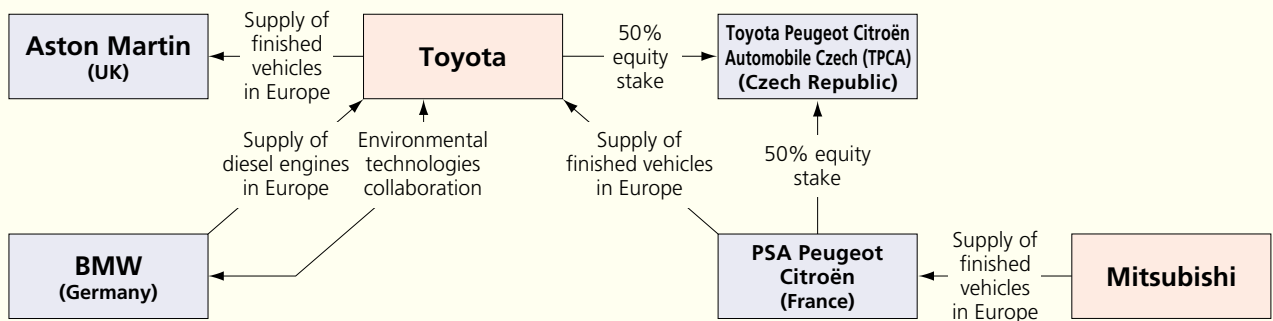 Aston Martin
(UK)
Supply of
finished
vehicles
in Europe
Toyota
50%
equity
stake
Toyota Peugeot Citroën
Automobile Czech (TPCA)
(Czech Republic)
Supply of
diesel engines
in Europe
Environmental
technologies
collaboration
Supply of
finished vehicles
in Europe
50% equity
stake
BMW
(Germany)
PSA Peugeot
Citroën
(France)
Supply of
finished
vehicles
in Europe
Mitsubishi